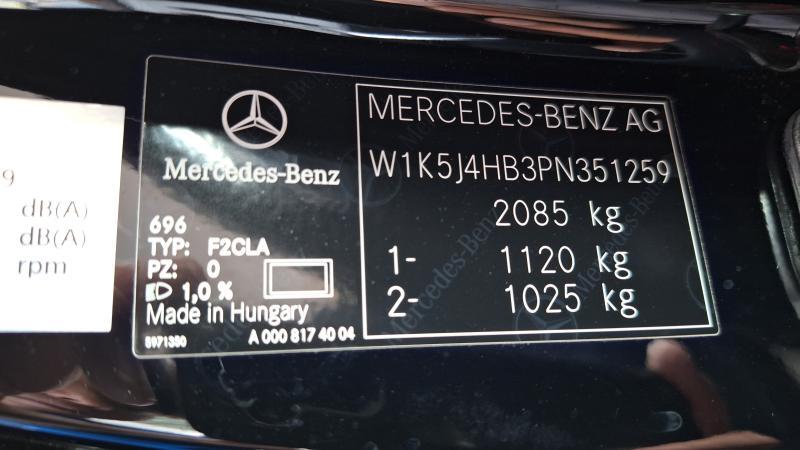 9
dB(A)
dB(A)
rpm
Mercedes-Benz
696
TYP: F2CLA
PZ: 0
1,0 %
Made in Hungary
5971380 A 000 817 40 04
MERCEDES-BENZ AG
W1K5J4HB3PN351259
2085 kg
1- 1120 kg
2- 1025 kg